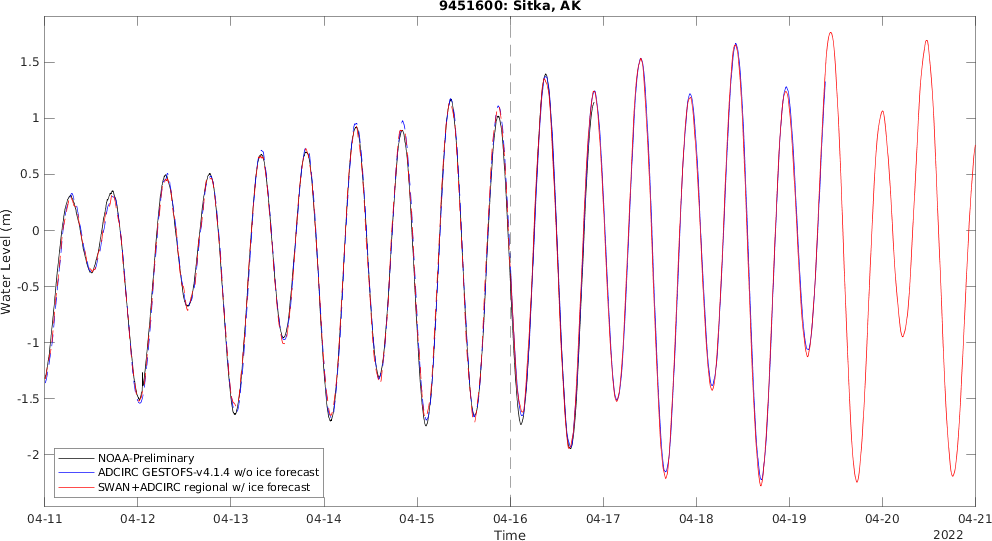 9451600: Sitka, AK
Water Level (m)
1.5
1
0.5
0
-0.5
-1
-1.5
-2
NOAA-Preliminary
ADCIRC GESTOFS-v4.1.4 w/o ice forecast
SWAN+ADCIRC regional w/ ice forecast
04-11 04-12 04-13 04-14 04-15 04-16 04-17 04-18 04-19 04-20 04-21
Time
2022